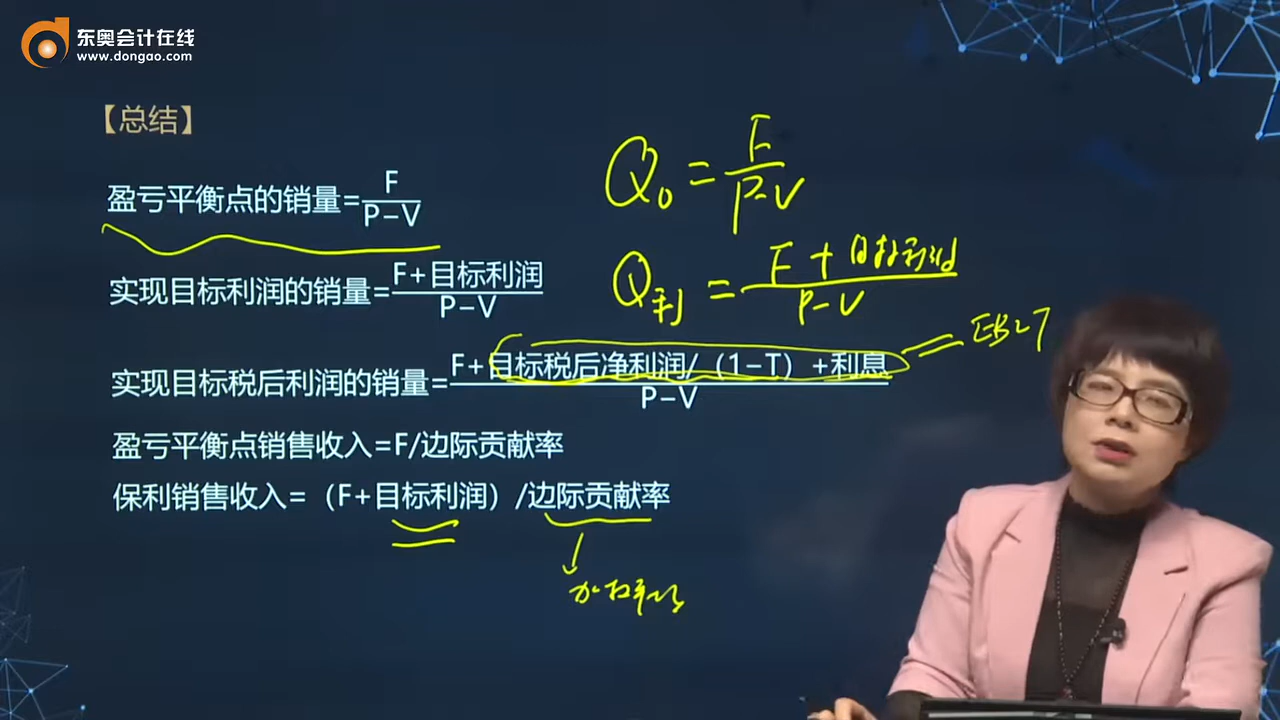 东奥会计在线
www.dongao.com
【总结】
盈亏平衡点的销量=F/P-V
Q₀=F/P-V
实现目标利润的销量=F+目标利润/P-V
Q利=F+目标利润/P-V
实现目标税后利润的销量=F+目标税后净利润/（1-T）+利息/P-V
EBIT
盈亏平衡点销售收入=F/边际贡献率
保利销售收入=（F+目标利润）/边际贡献率
加权平均